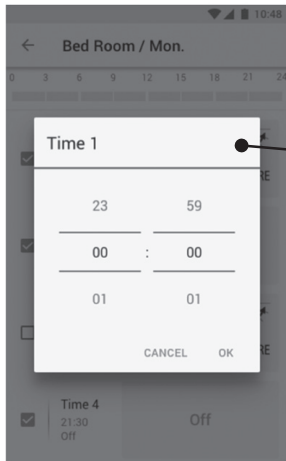 10:48
Bed Room / Mon.
0 3 6 9 12 15 18 21 24
Time 1
RE
23 59
00 : 00
01 01
CANCEL OK
RE
Time 4
21:30 Off
Off